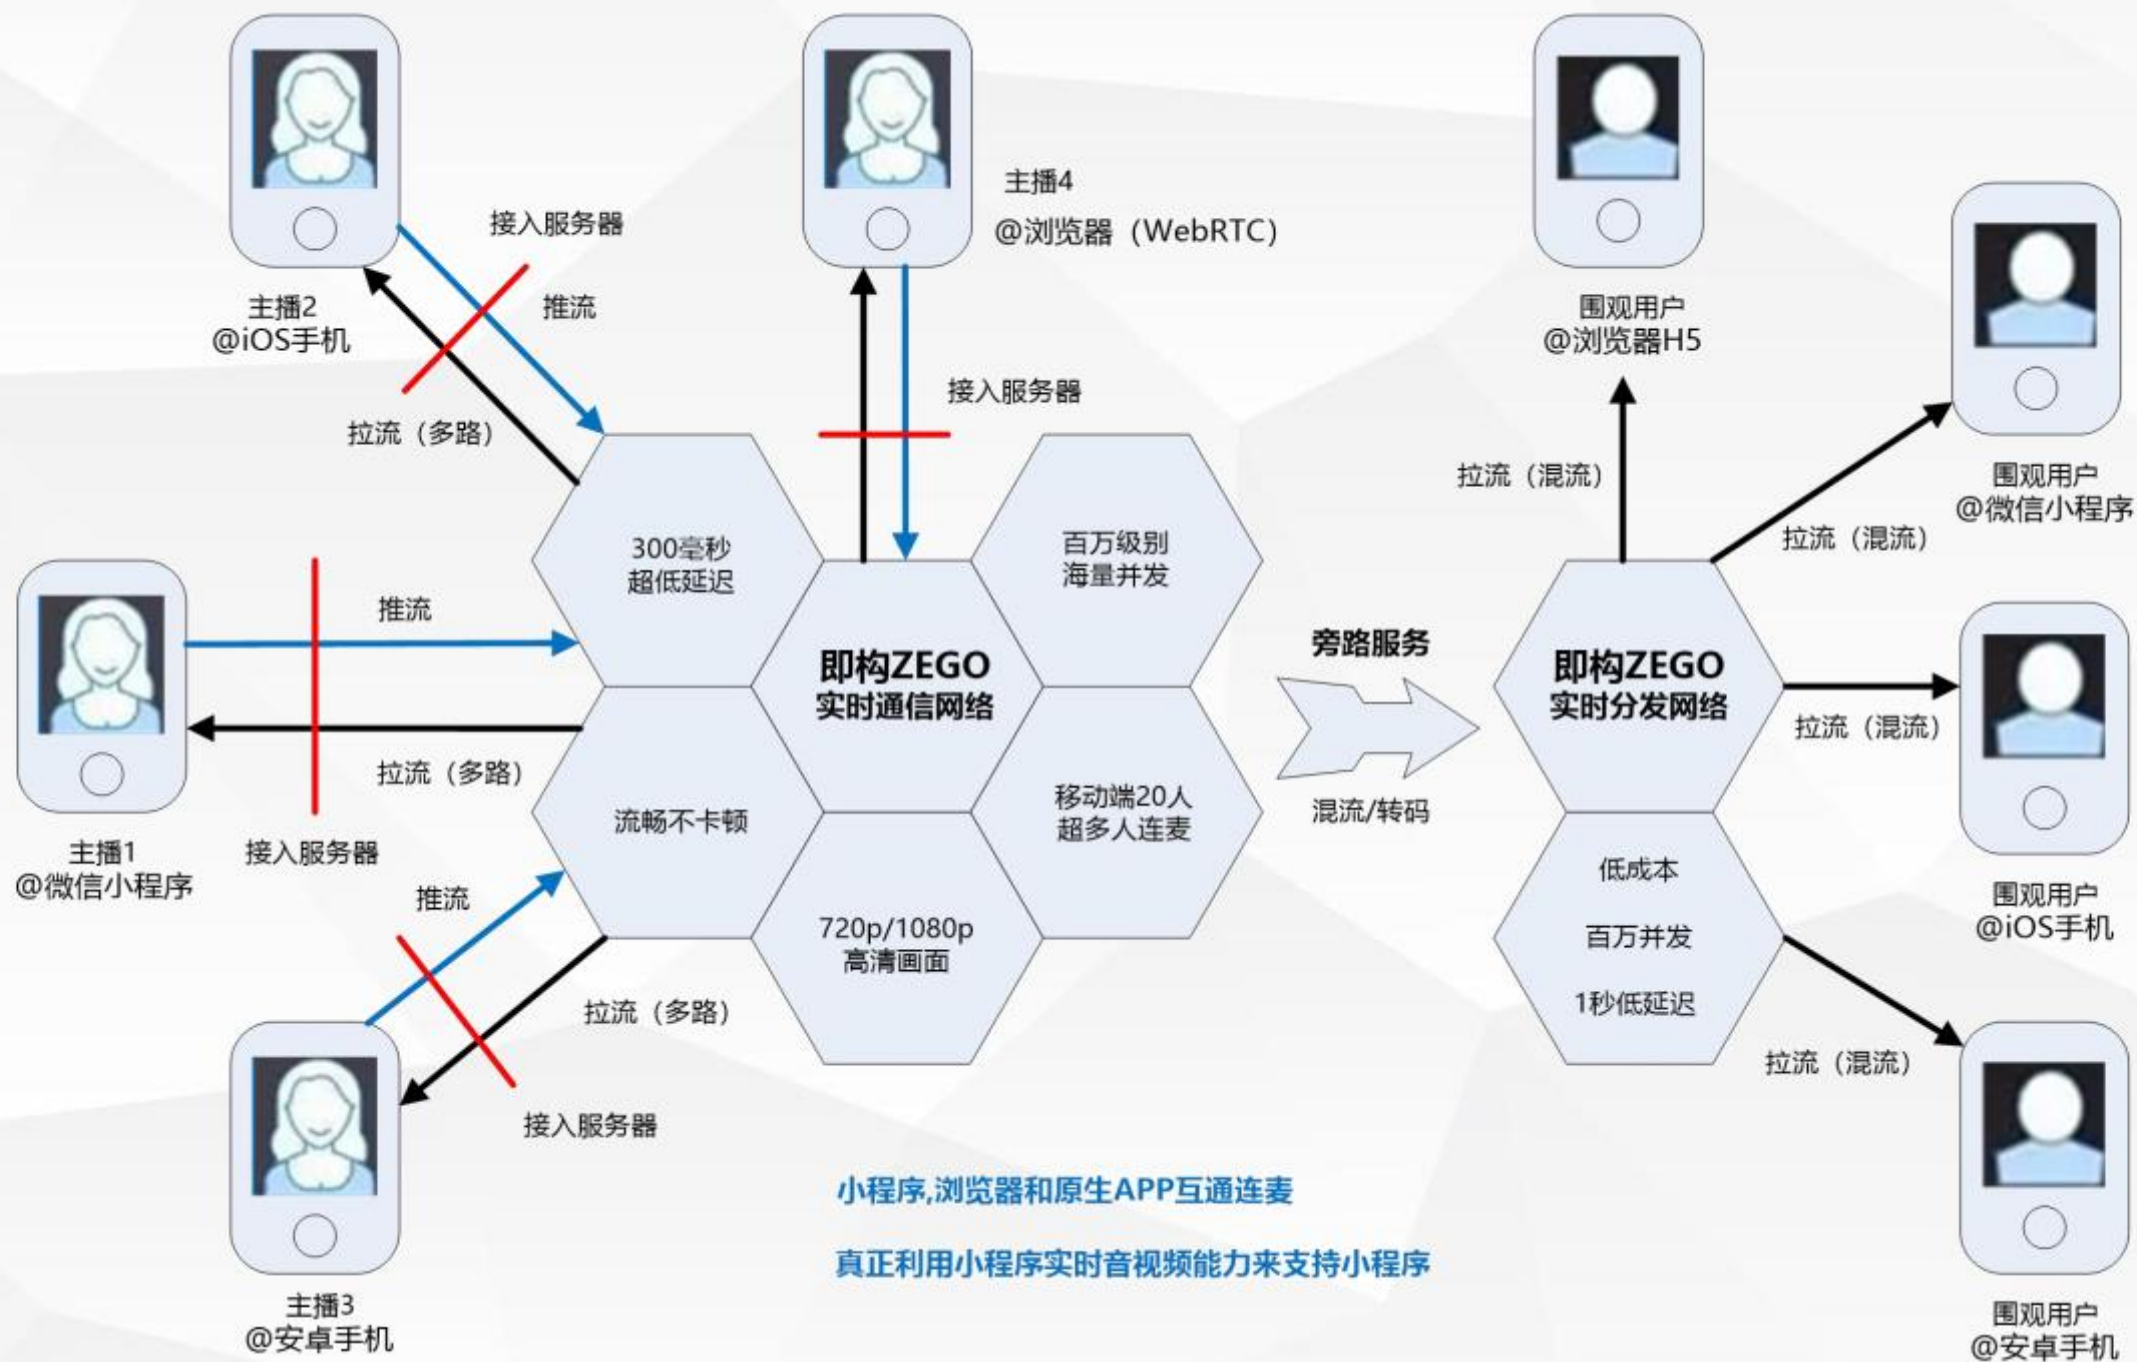 主播2
@iOS手机
接入服务器
推流
拉流（多路）
主播4
@浏览器（WebRTC）
接入服务器
围观用户
@浏览器H5
拉流（混流）
围观用户
@微信小程序
拉流（混流）
300毫秒
超低延迟
百万级别
海量并发
推流
即构ZEGO
实时通信网络
旁路服务
混流/转码
即构ZEGO
实时分发网络
拉流（混流）
拉流（多路）
主播1
@微信小程序
接入服务器
流畅不卡顿
移动端20人
超多人连麦
围观用户
@iOS手机
推流
720p/1080p
高清画面
低成本
百万并发
1秒低延迟
拉流（多路）
拉流（混流）
接入服务器
主播3
@安卓手机
小程序,浏览器和原生APP互通连麦
真正利用小程序实时音视频能力来支持小程序
围观用户
@安卓手机